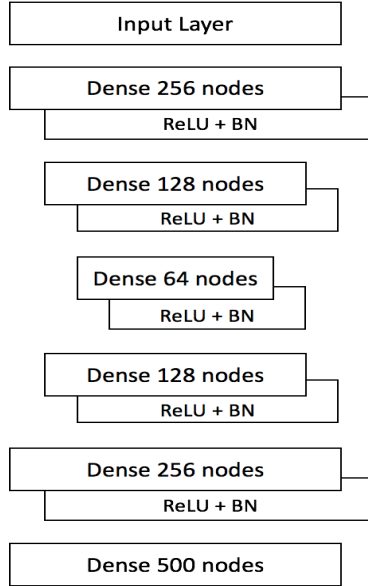 Input Layer
Dense 256 nodes
ReLU + BN
Dense 128 nodes
ReLU + BN
Dense 64 nodes
ReLU + BN
Dense 128 nodes
ReLU + BN
Dense 256 nodes
ReLU + BN
Dense 500 nodes